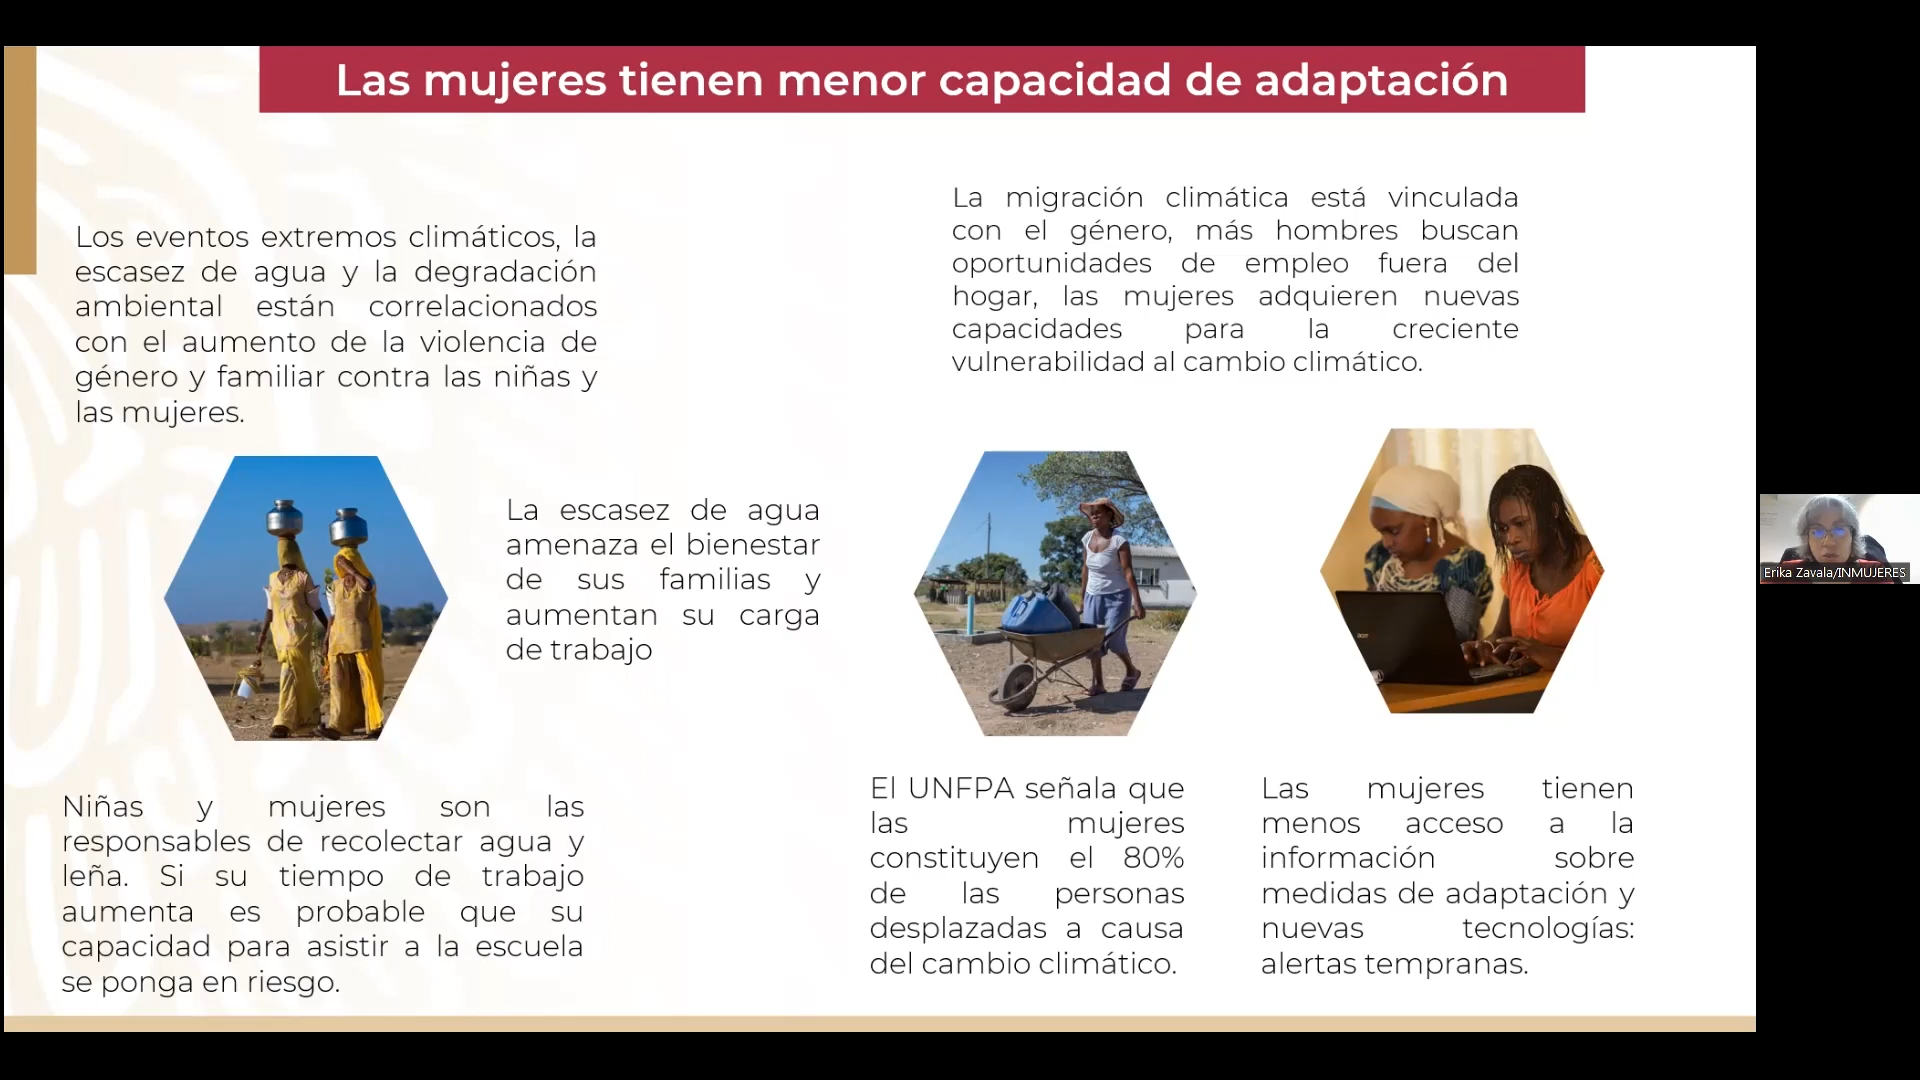 Las mujeres tienen menor capacidad de adaptación
Los eventos extremos climáticos, la
escasez de agua y la degradación
ambiental están correlacionados
con el aumento de la violencia de
género y familiar contra las niñas y
las mujeres.
La escasez de agua
amenaza el bienestar
de sus familias y
aumentan su carga
de trabajo
Niñas y mujeres son las
responsables de recolectar agua y
leña. Si su tiempo de trabajo
aumenta es probable que su
capacidad para asistir a la escuela
se ponga en riesgo.
La migración climática está vinculada
con el género, más hombres buscan
oportunidades de empleo fuera del
hogar, las mujeres adquieren nuevas
capacidades para la creciente
vulnerabilidad al cambio climático.
El UNFPA señala que
las mujeres
constituyen el 80%
de las personas
desplazadas a causa
del cambio climático.
Las mujeres tienen
menos acceso a la
información sobre
medidas de adaptación y
nuevas tecnologías:
alertas tempranas.
Erika Zavala/INMUJERES